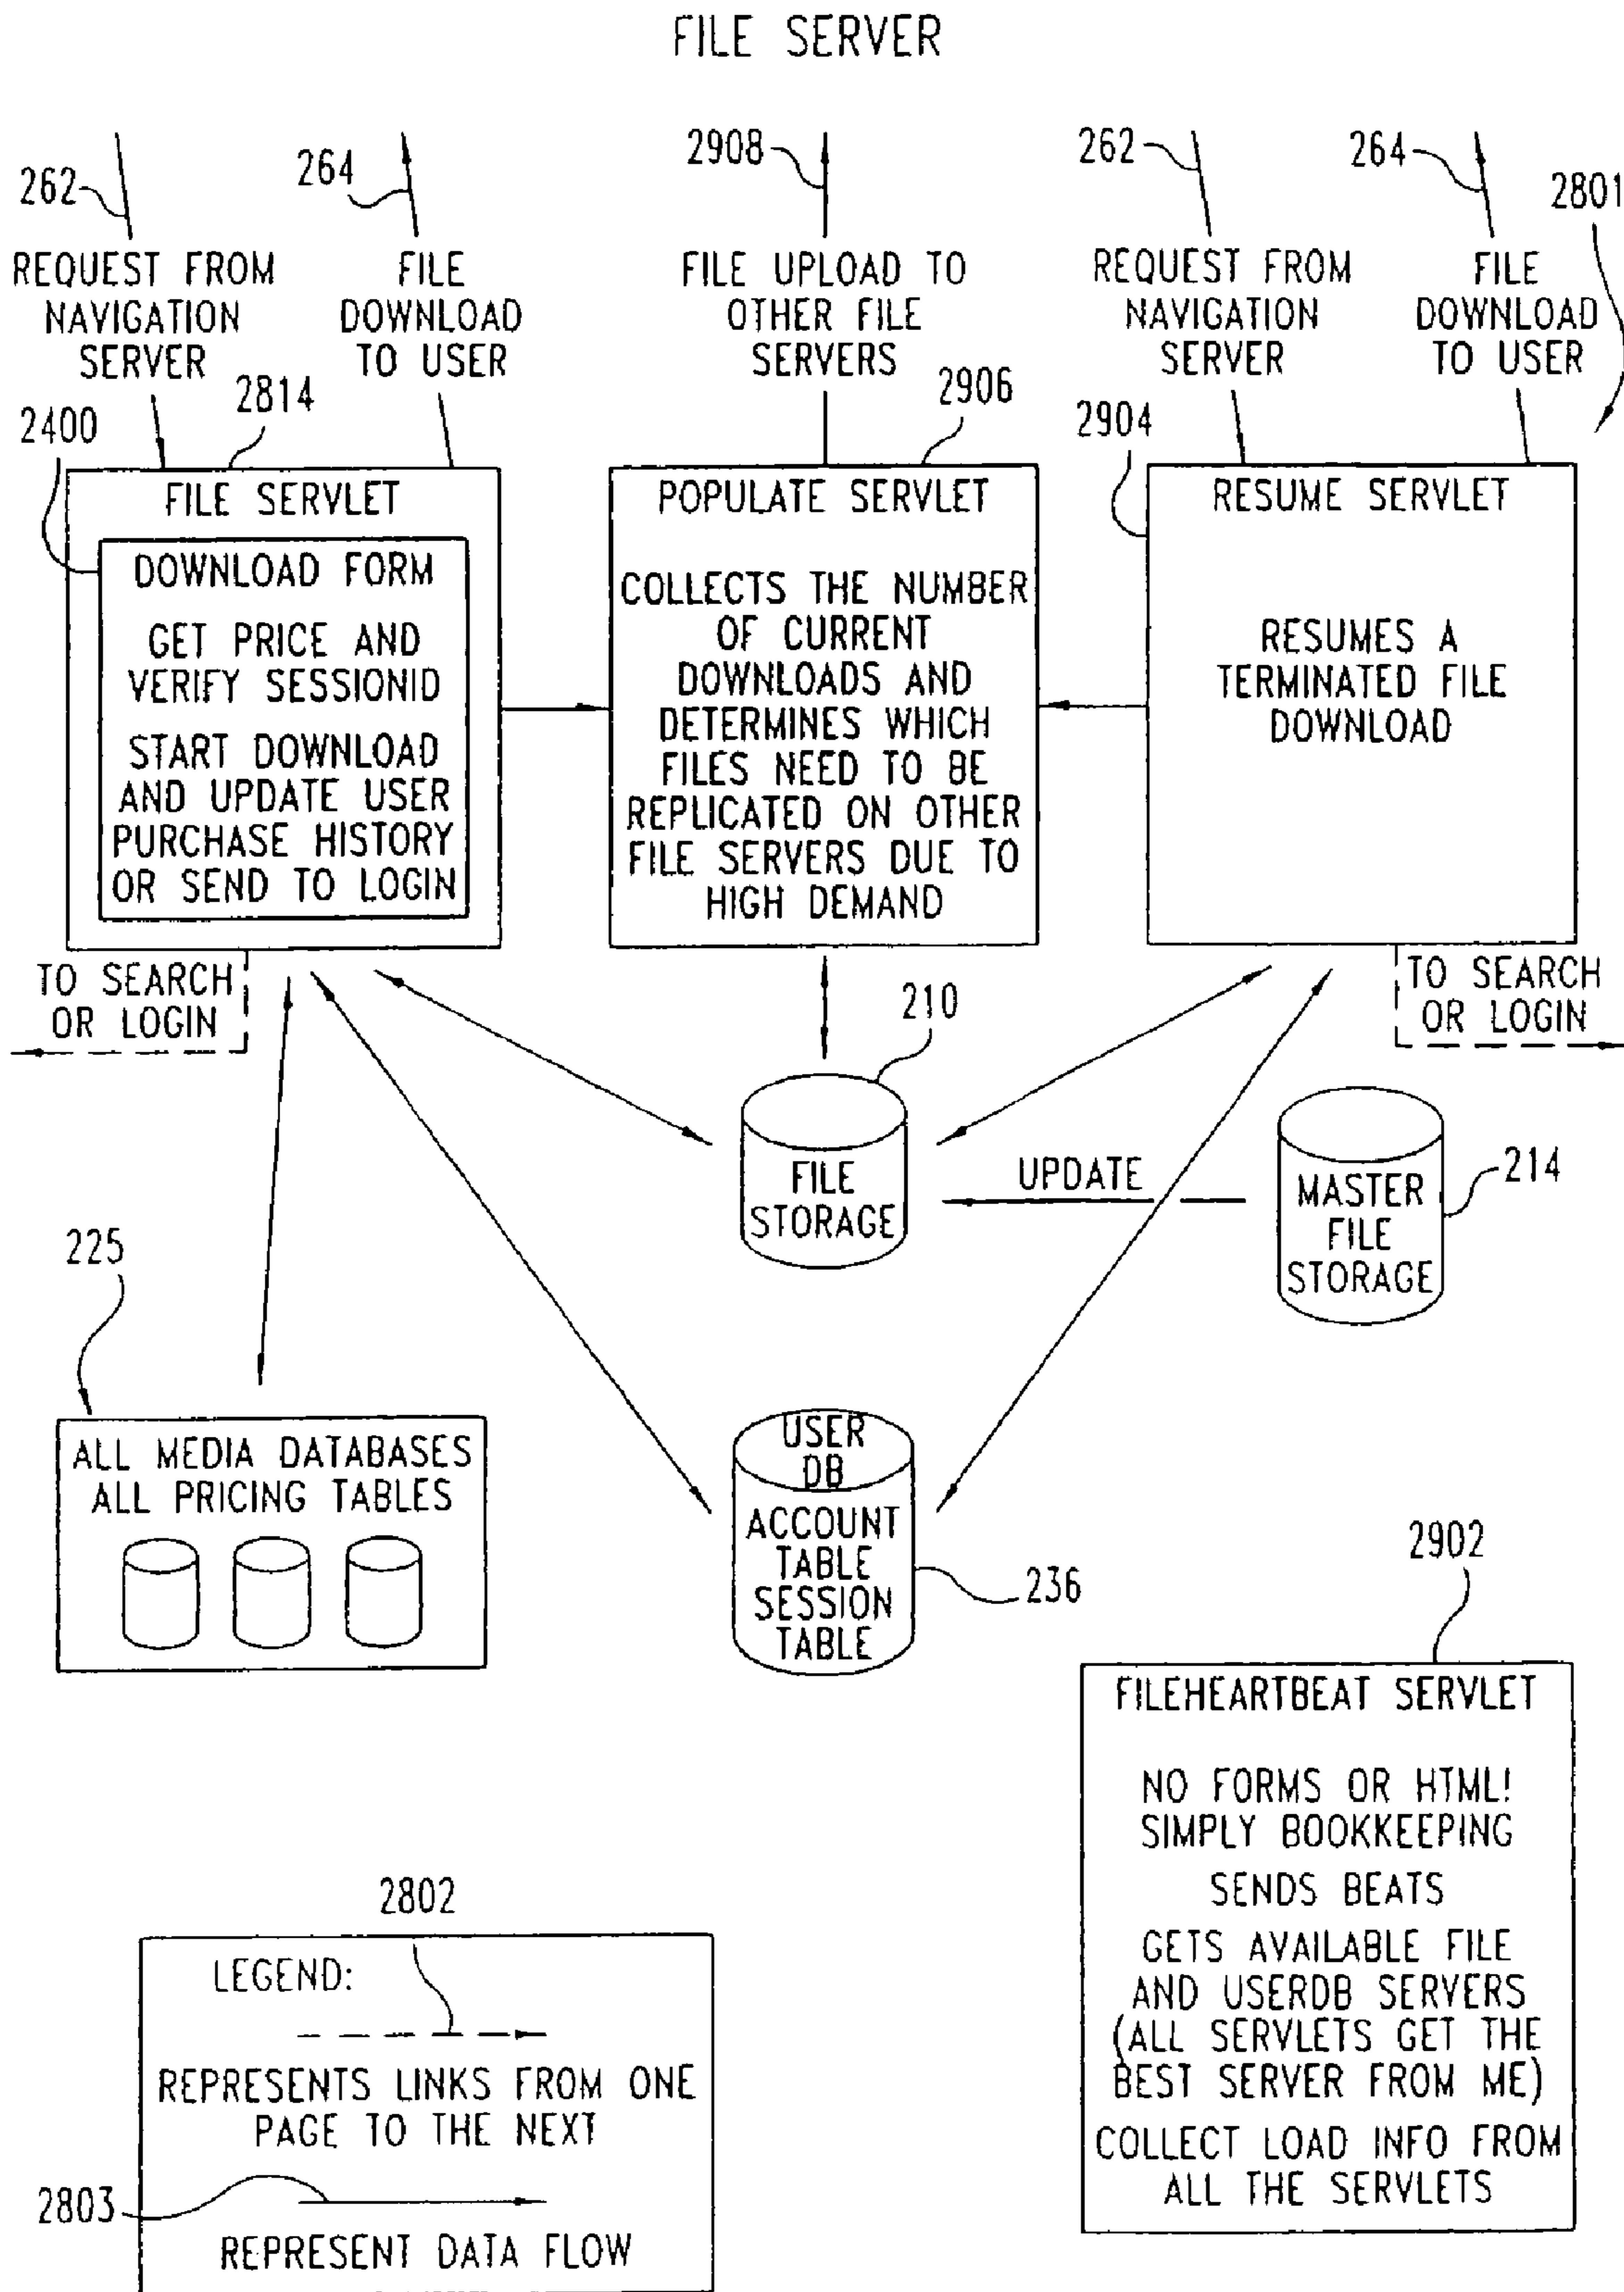 FILE SERVER
262
264
2908
262
264
2801
REQUEST FROM
NAVIGATION
SERVER
FILE
DOWNLOAD
TO USER
FILE UPLOAD TO
OTHER FILE
SERVERS
REQUEST FROM
NAVIGATION
SERVER
FILE
DOWNLOAD
TO USER
2400
2814
2906
2904
FILE SERVLET
DOWNLOAD FORM
GET PRICE AND
VERIFY SESSIONID
START DOWNLOAD
AND UPDATE USER
PURCHASE HISTORY
OR SEND TO LOGIN
POPULATE SERVLET
COLLECTS THE NUMBER
OF CURRENT
DOWNLOADS AND
DETERMINES WHICH
FILES NEED TO BE
REPLICATED ON OTHER
FILE SERVERS DUE TO
HIGH DEMAND
RESUME SERVLET
RESUMES A
TERMINATED FILE
DOWNLOAD
TO SEARCH
OR LOGIN
TO SEARCH
OR LOGIN
210
FILE
STORAGE
UPDATE
MASTER
FILE
STORAGE
214
225
ALL MEDIA DATABASES
ALL PRICING TABLES
USER
DB
ACCOUNT
TABLE
SESSION
TABLE
236
2902
FILEHEARTBEAT SERVLET
NO FORMS OR HTML!
SIMPLY BOOKKEEPING
SENDS BEATS
GETS AVAILABLE FILE
AND USERDB SERVERS
(ALL SERVLETS GET THE
BEST SERVER FROM ME)
COLLECT LOAD INFO FROM
ALL THE SERVLETS
2802
LEGEND:
REPRESENTS LINKS FROM ONE
PAGE TO THE NEXT
2803
REPRESENT DATA FLOW